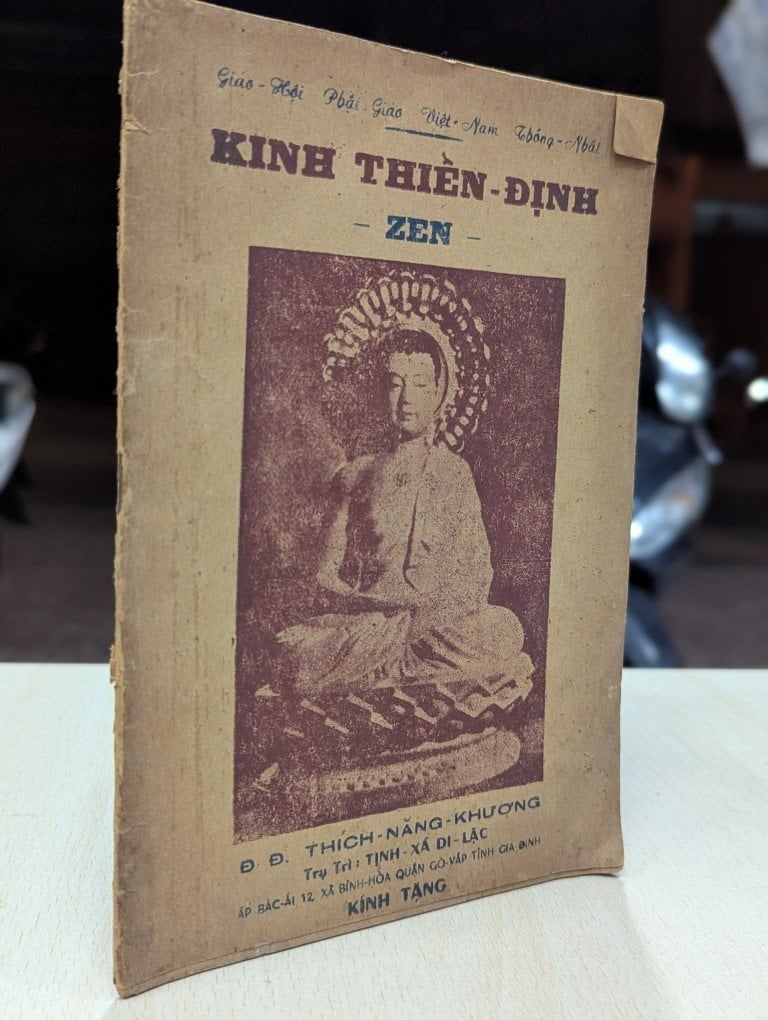 Giáo-Hội Phật-Giáo Việt-Nam Thống-Nhất
KINH THIỀN-ĐỊNH
- ZEN -
Đ Đ. THÍCH-NĂNG-KHƯƠNG
Trụ Trì: TỊNH-XÁ DI-LẶC
ẤP BÁC-ÁI 12, XÃ BÌNH-HÒA QUẬN GÒ-VẤP TỈNH GIA-ĐỊNH
KÍNH TẶNG